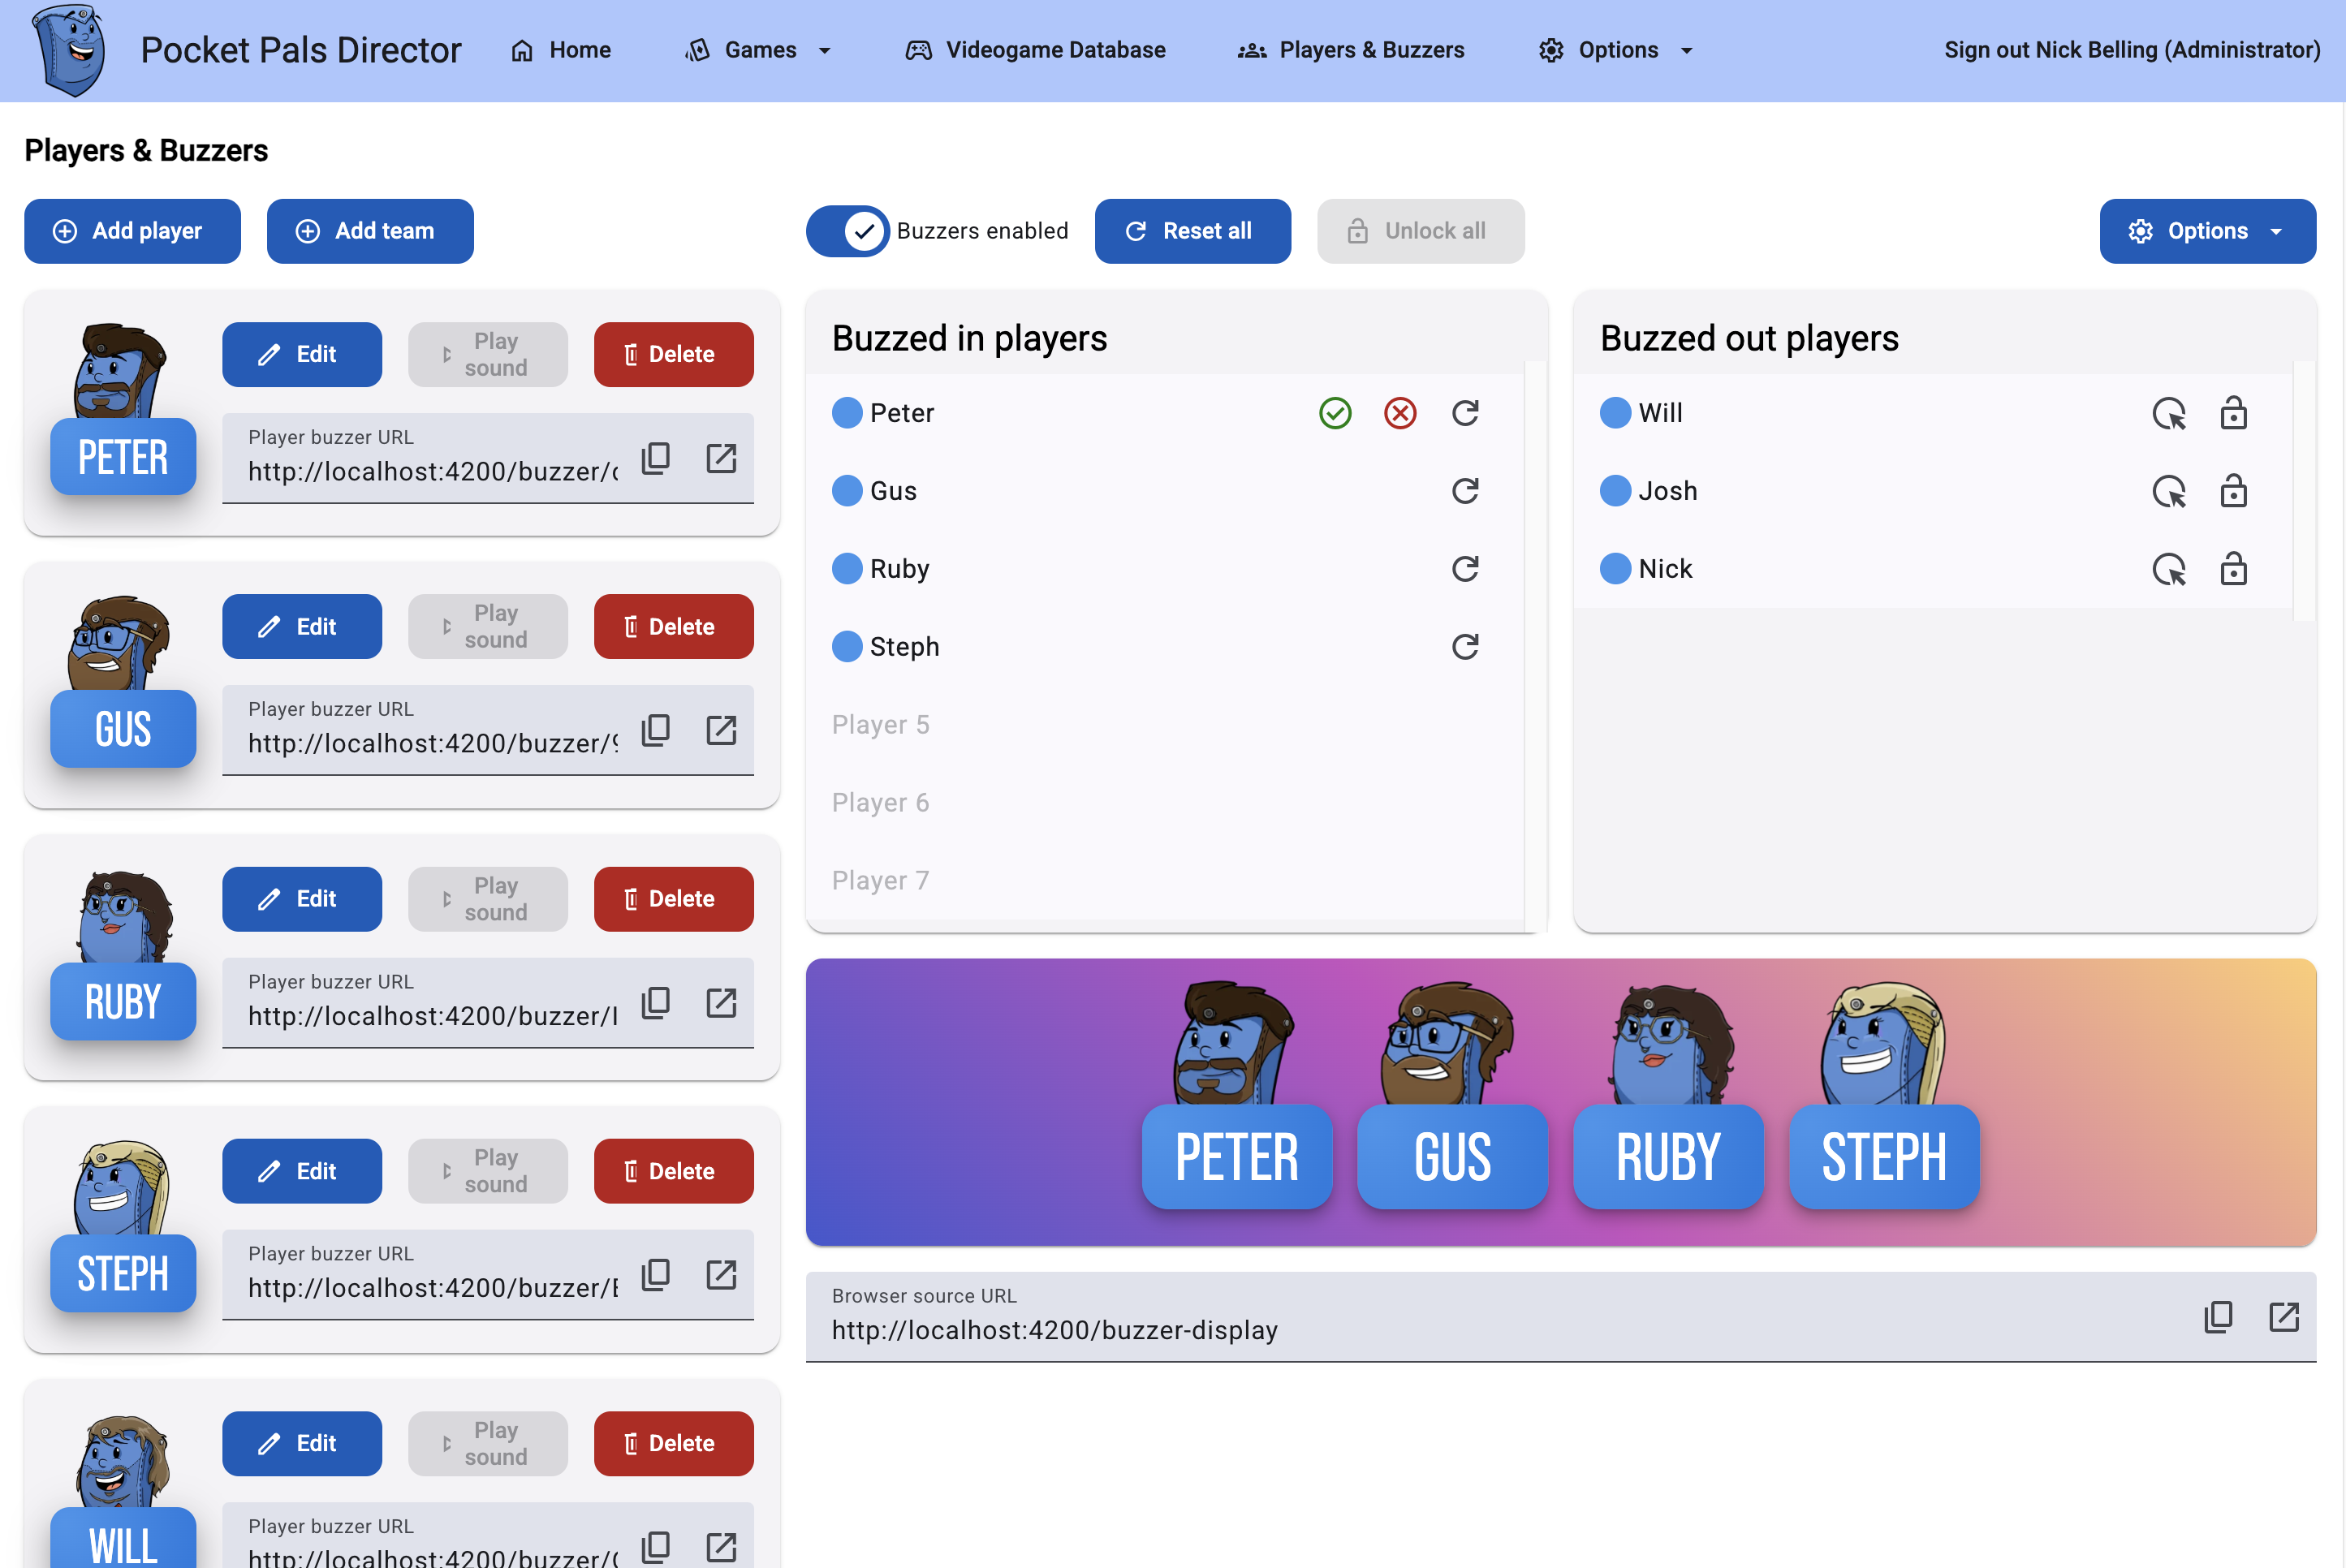 Pocket Pals Director
Home
Games
Videogame Database
Players & Buzzers
Options
Sign out Nick Belling (Administrator)
Players & Buzzers
Add player
Add team
Buzzers enabled
Reset all
Unlock all
Options
Edit
Play
sound
Delete
PETER
Player buzzer URL
http://localhost:4200/buzzer/
Edit
Play
sound
Delete
GUS
Player buzzer URL
http://localhost:4200/buzzer/
Edit
Play
sound
Delete
RUBY
Player buzzer URL
http://localhost:4200/buzzer/
Edit
Play
sound
Delete
STEPH
Player buzzer URL
http://localhost:4200/buzzer/
Edit
Play
sound
Delete
WILL
Player buzzer URL
http://localhost:4200/buzzer/
Buzzed in players
Peter
Gus
Ruby
Steph
Player 5
Player 6
Player 7
Buzzed out players
Will
Josh
Nick
PETER
GUS
RUBY
STEPH
Browser source URL
http://localhost:4200/buzzer-display